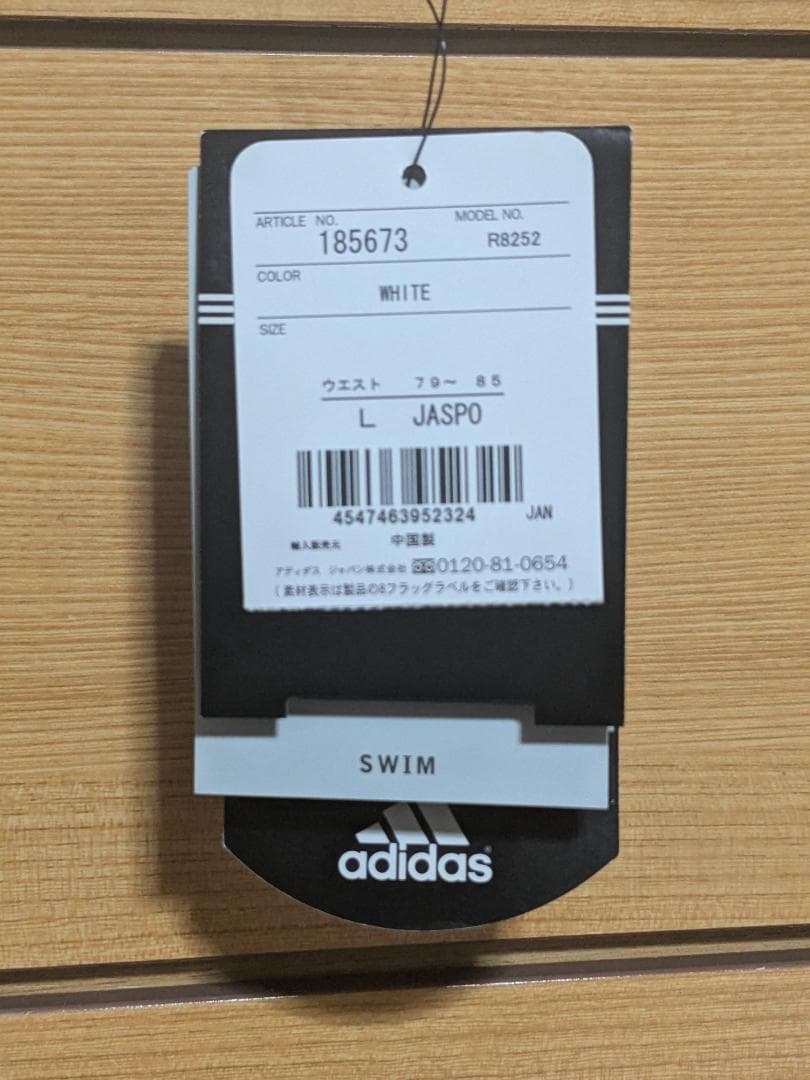 ARTICLE NO. MODEL NO.
185673 R8252
COLOR
WHITE
SIZE
ウエスト 79~ 85
L JASPO
4547463952324 JAN
輸入販売元 中国製
アディダス ジャパン株式会社 0120-81-0654
(素材表示は製品のBフラッグラベルをご確認下さい。)
SWIM
adidas